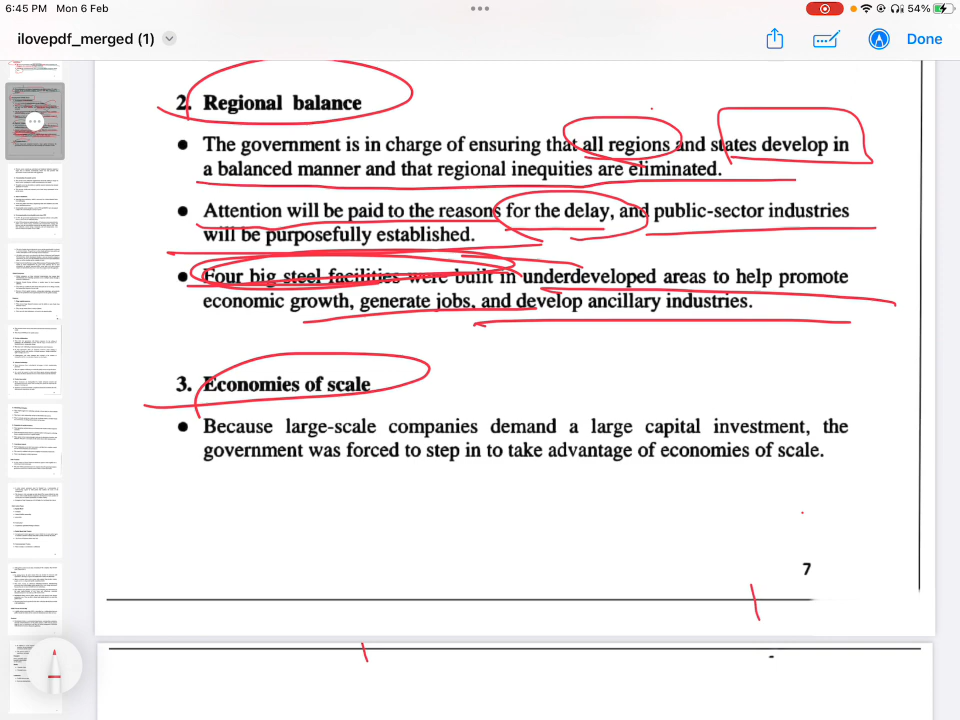 6:45 PM Mon 6 Feb
54%
ilovepdf_merged (1)
Done
2. Regional balance
● The government is in charge of ensuring that all regions and states develop in
a balanced manner and that regional inequities are eliminated.
● Attention will be paid to the reasons for the delay, and public-sector industries
will be purposefully established.
● Four big steel facilities were built in underdeveloped areas to help promote
economic growth, generate jobs, and develop ancillary industries.
3. Economies of scale
● Because large-scale companies demand a large capital investment, the
government was forced to step in to take advantage of economies of scale.
7